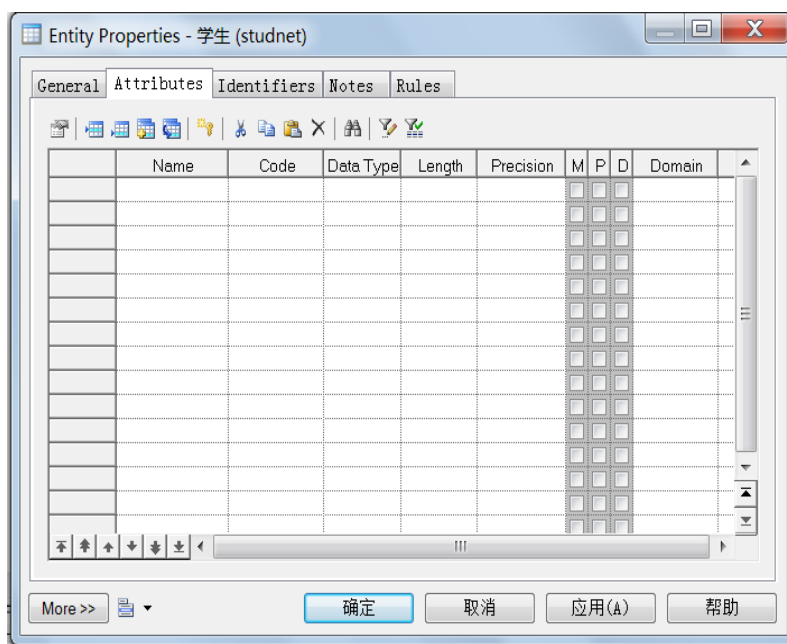 Entity Properties - 学生 (studnet)
General Attributes Identifiers Notes Rules
Name Code Data Type Length Precision M P D Domain
More >> 确定 取消 应用(A) 帮助